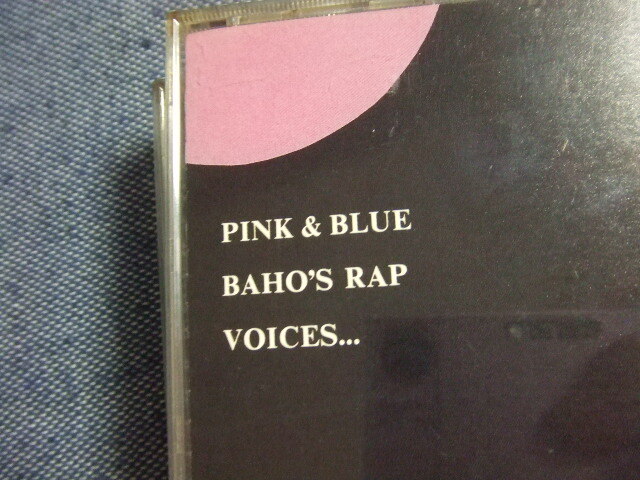 PINK & BLUE
BAHO'S RAP
VOICES...